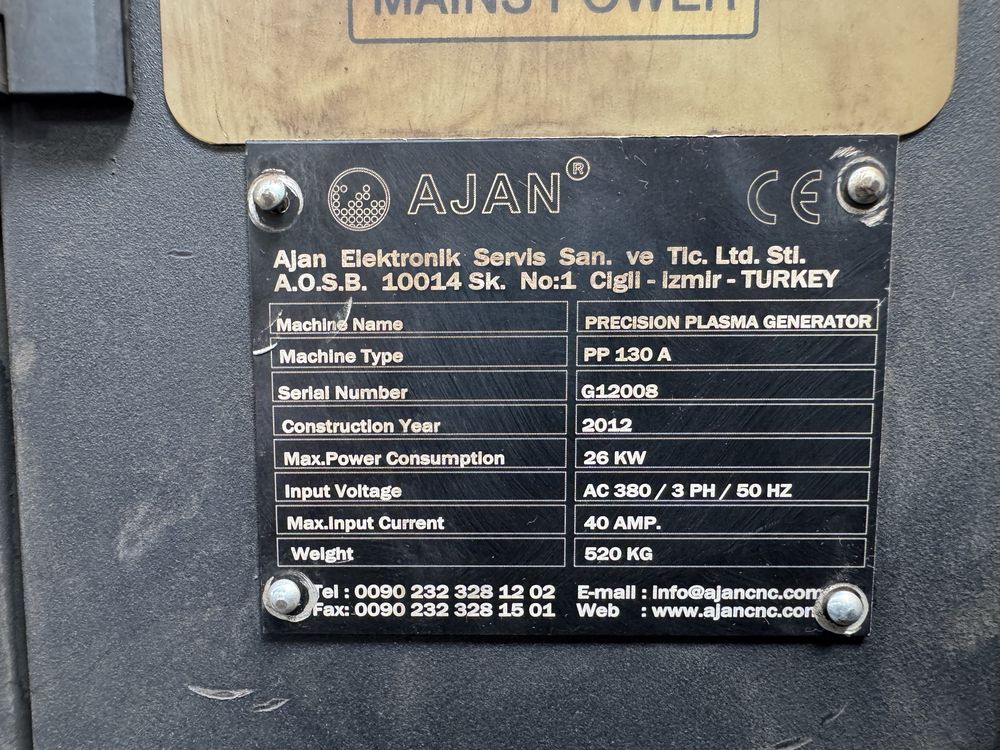 MAINS POWER
AJAN®
CE
Ajan Elektronik Servis San. ve Tic. Ltd. Sti.
A.O.S.B. 10014 Sk. No:1 Cigli - izmir - TURKEY
Machine Name PRECISION PLASMA GENERATOR
Machine Type PP 130 A
Serial Number G12008
Construction Year 2012
Max.Power Consumption 26 KW
Input Voltage AC 380 / 3 PH / 50 HZ
Max.Input Current 40 AMP.
Weight 520 KG
Tel : 0090 232 328 12 02 E-mail : info@ajancnc.com
Fax: 0090 232 328 15 01 Web : www.ajancnc.com